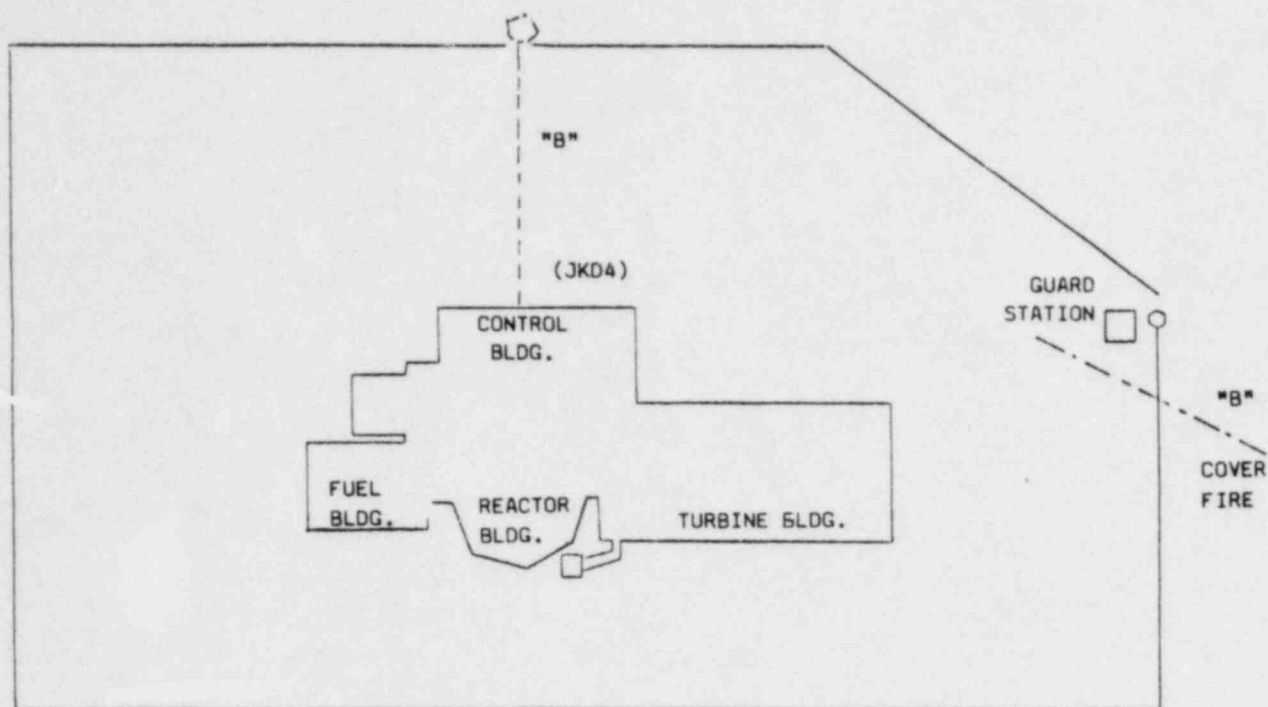 "B"
(JKD4)
CONTROL
BLDG.
GUARD
STATION
"B"
COVER
FIRE
FUEL
BLDG.
REACTOR
BLDG.
TURBINE BLDG.